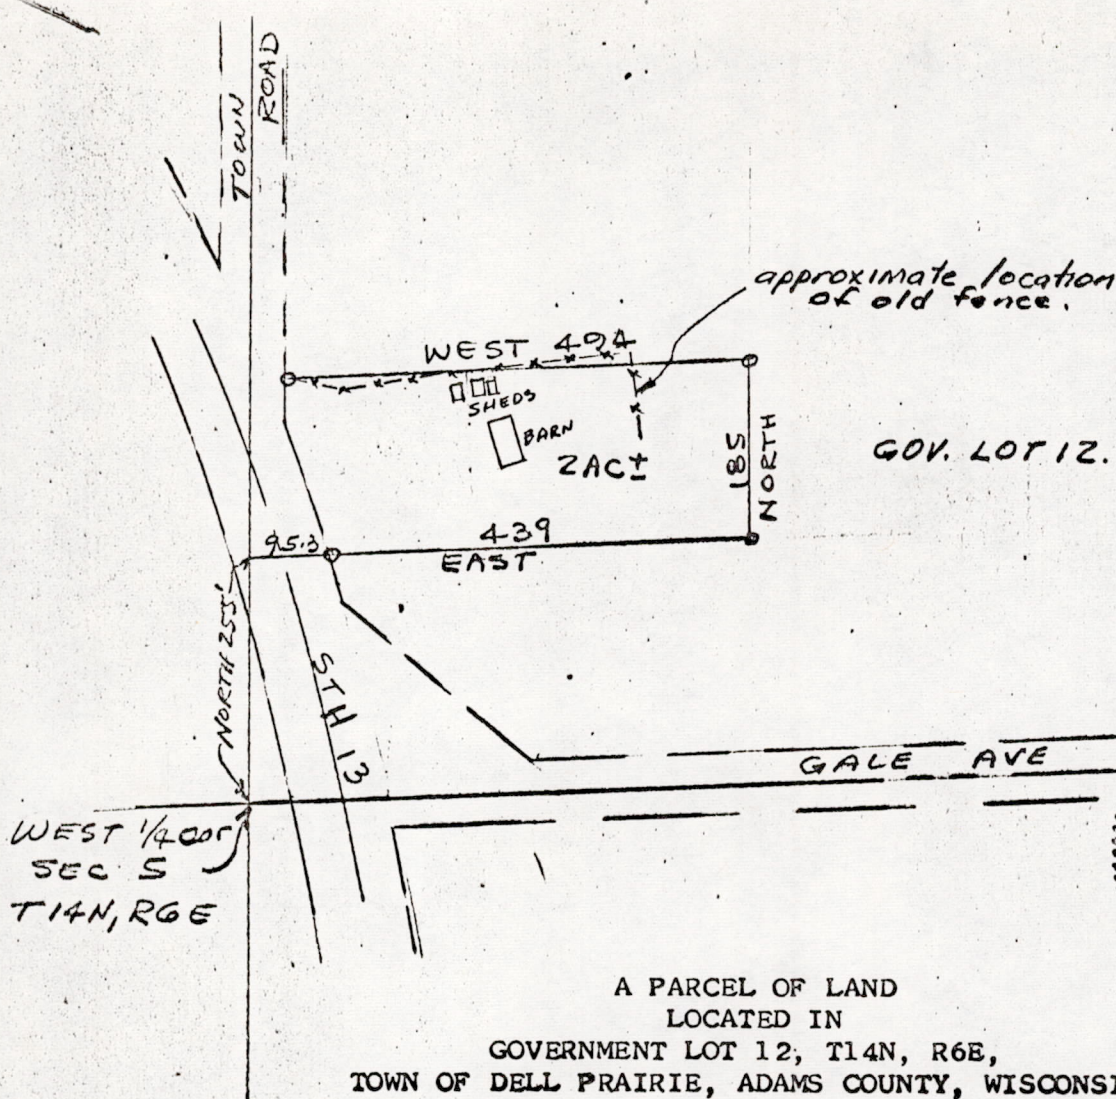 TOWN
ROAD
approximate location
of old fence.
WEST 494
SHEDS
BARN
2AC±
185
NORTH
GOV. LOT 12.
95.3
439
EAST
NORTH 255'
STH 13
GALE AVE
WEST 1/4 cor
SEC 5
T14N, R6E
A PARCEL OF LAND
LOCATED IN
GOVERNMENT LOT 12, T14N, R6E,
TOWN OF DELL PRAIRIE, ADAMS COUNTY, WISCONSI